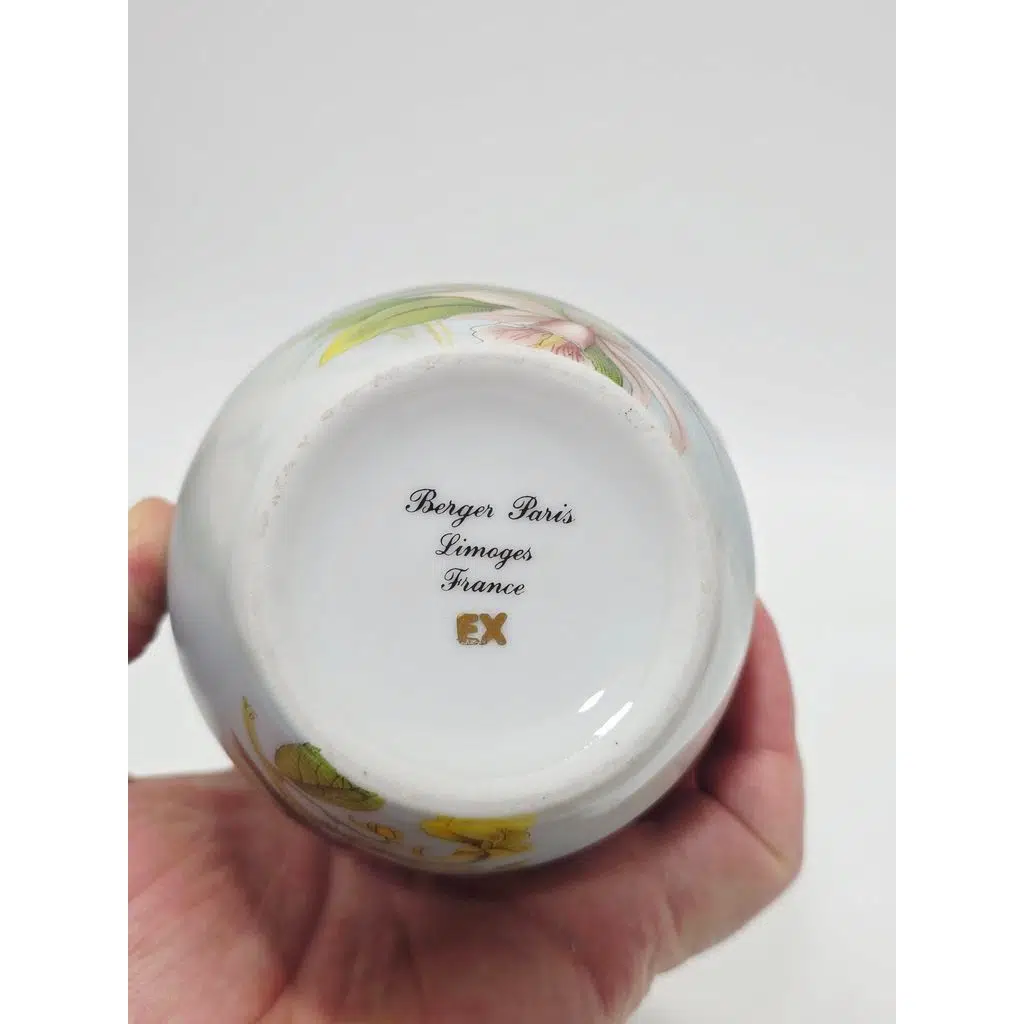 Berger Paris
Limoges
France
EX